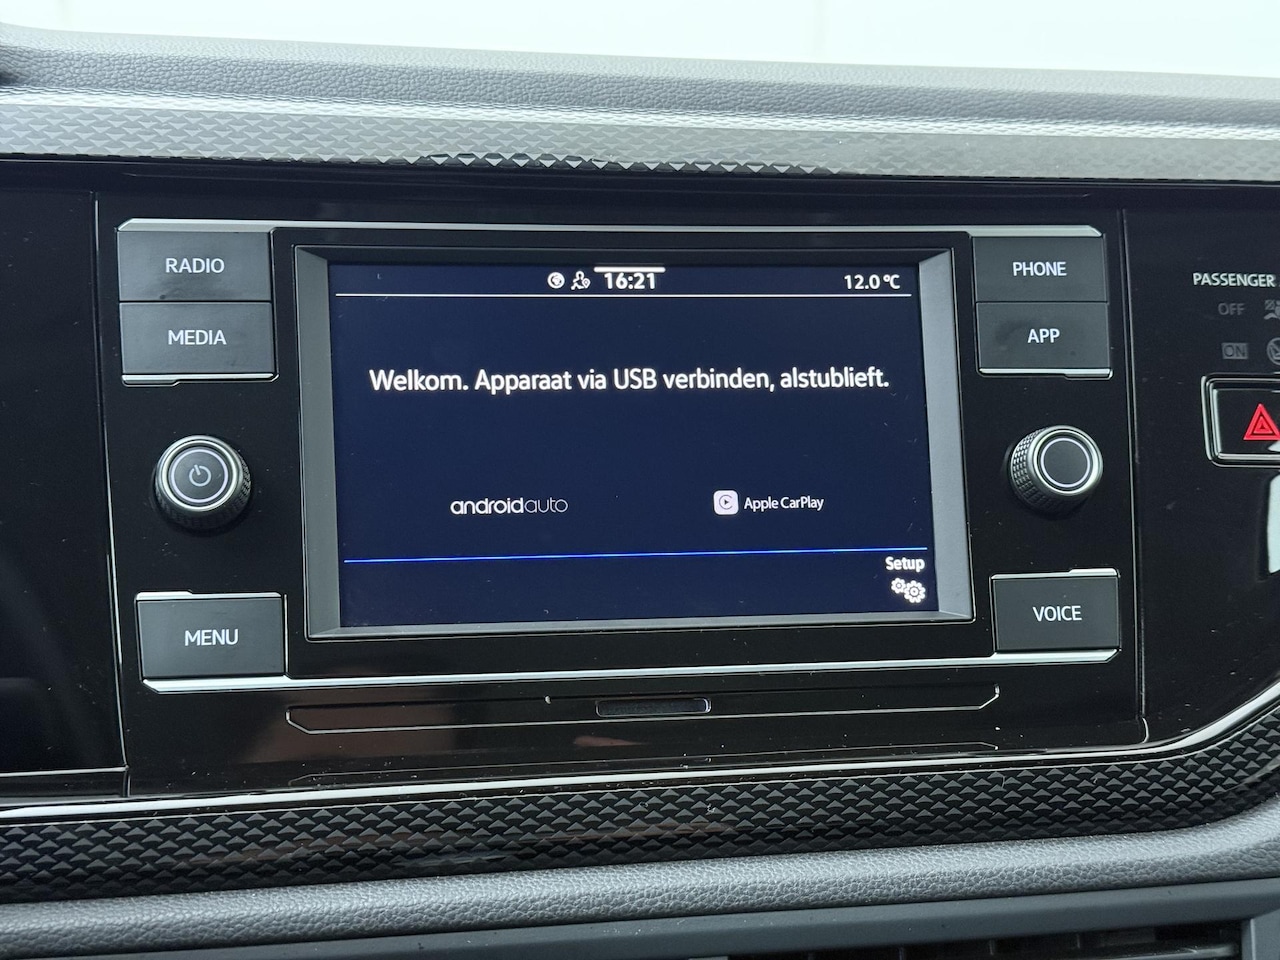 RADIO
MEDIA
MENU
16:21
12.0 °C
Welkom. Apparaat via USB verbinden, alstublieft.
androidauto
Apple CarPlay
Setup
PHONE
APP
VOICE
PASSENGER
OFF
ON